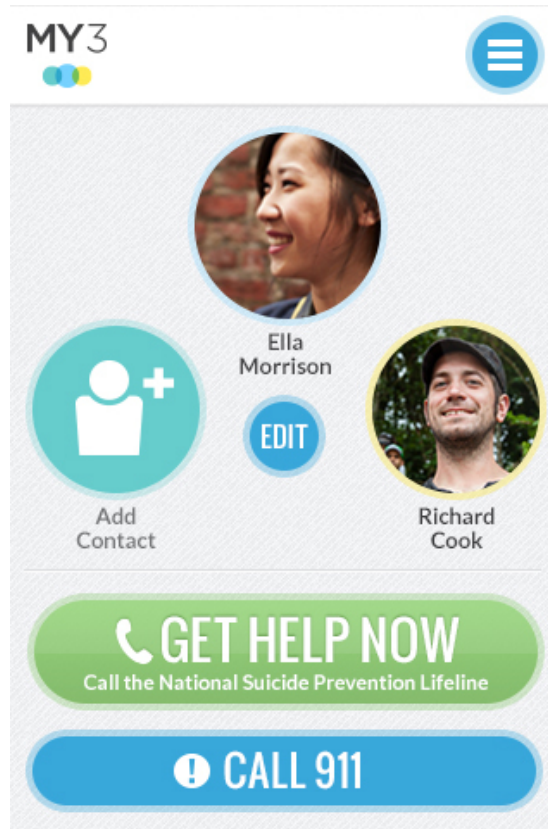 MY3
Ella
Morrison
EDIT
Add
Contact
Richard
Cook
GET HELP NOW
Call the National Suicide Prevention Lifeline
CALL 911